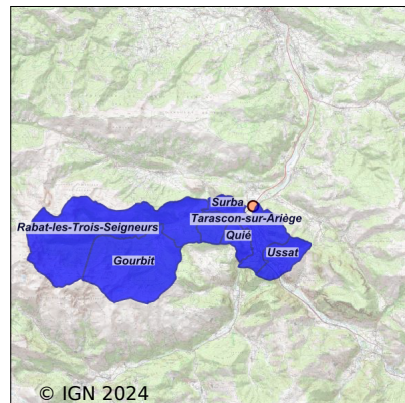 Surba
Tarascon-sur-Ariège
Rabat-les-Trois-Seigneurs
Quié
Ussat
Gourbit
© IGN 2024